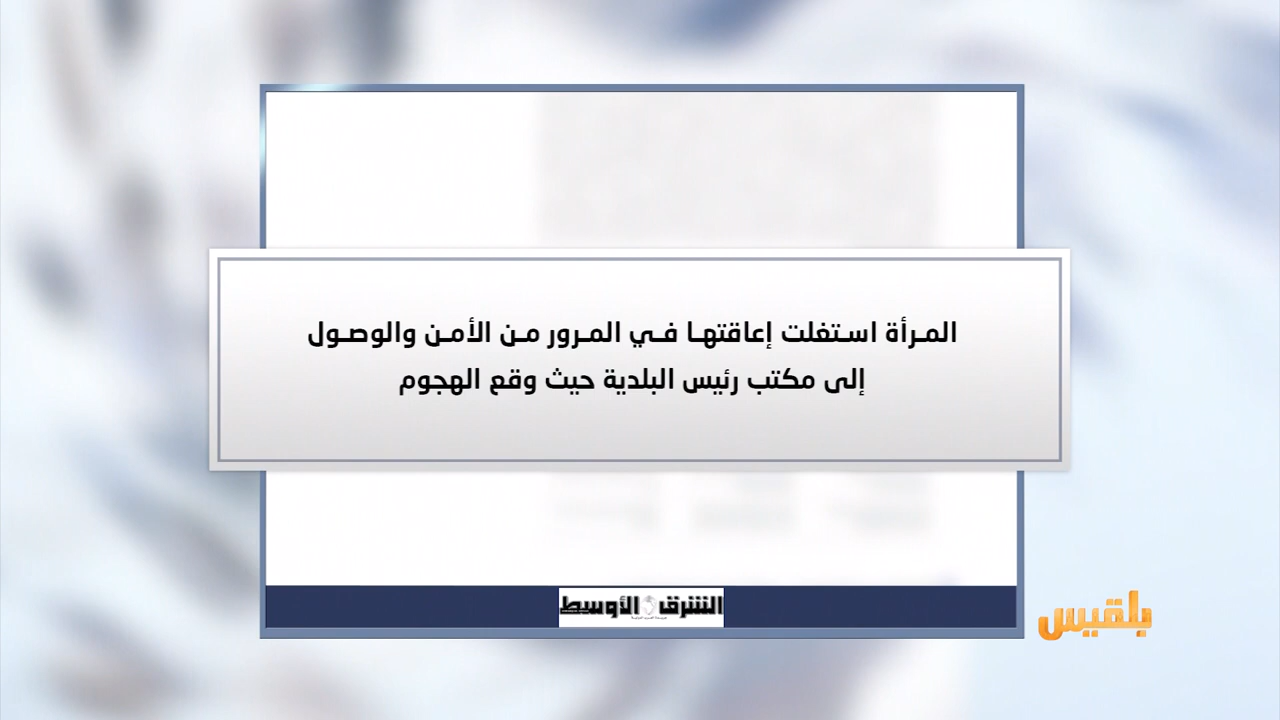 المرأة استغلت إعاقتها في المرور من الأمن والوصول
إلى مكتب رئيس البلدية حيث وقع الهجوم
الشرق الأوسط
بلقيس